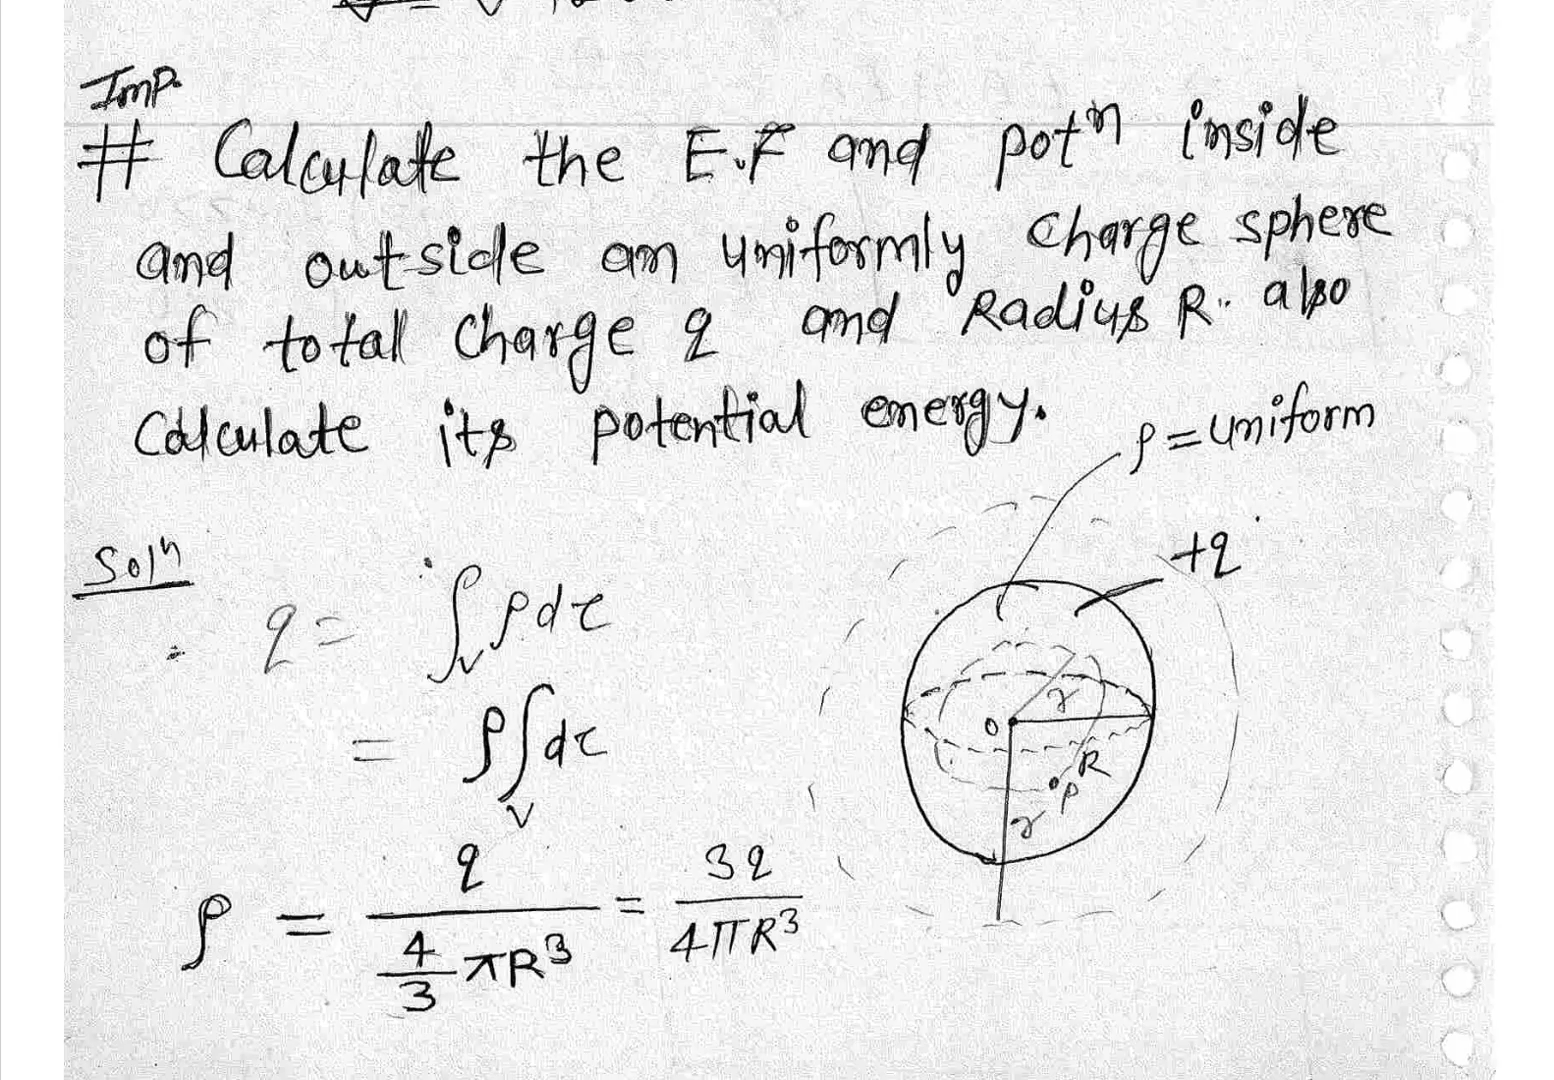 Imp.
# Calculate the E.F and potⁿ inside
and outside an uniformly charge sphere
of total charge q and Radius R. also
Calculate its potential energy.
ρ = uniform
Solⁿ
+q
q = ∫ᵥ ρdτ
= ρ∫ᵥ dτ
r
O
R
P
r
ρ = q / (4/3 πR³) = 3q / 4πR³